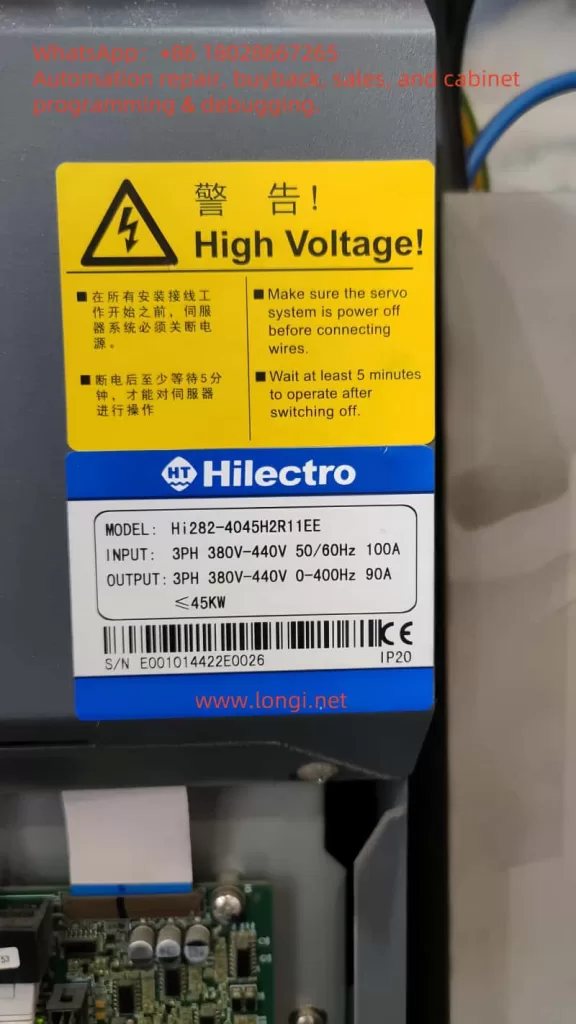 WhatsApp：+86 18028667265
Automation repair, buyback, sales, and cabinet
programming & debugging.
警 告!
High Voltage!
■ 在所有安装接线工
作开始之前，伺服
器系统必须关断电
源。
■ 断电后至少等待5分
钟，才能对伺服器
进行操作
■ Make sure the servo
system is power off
before connecting
wires.
■ Wait at least 5 minutes
to operate after
switching off.
HT Hilectro
MODEL: Hi282-4045H2R11EE
INPUT: 3PH 380V-440V 50/60Hz 100A
OUTPUT: 3PH 380V-440V 0-400Hz 90A
≤45KW
CE
S/N E001014422E0026 IP20
www.longi.net
53